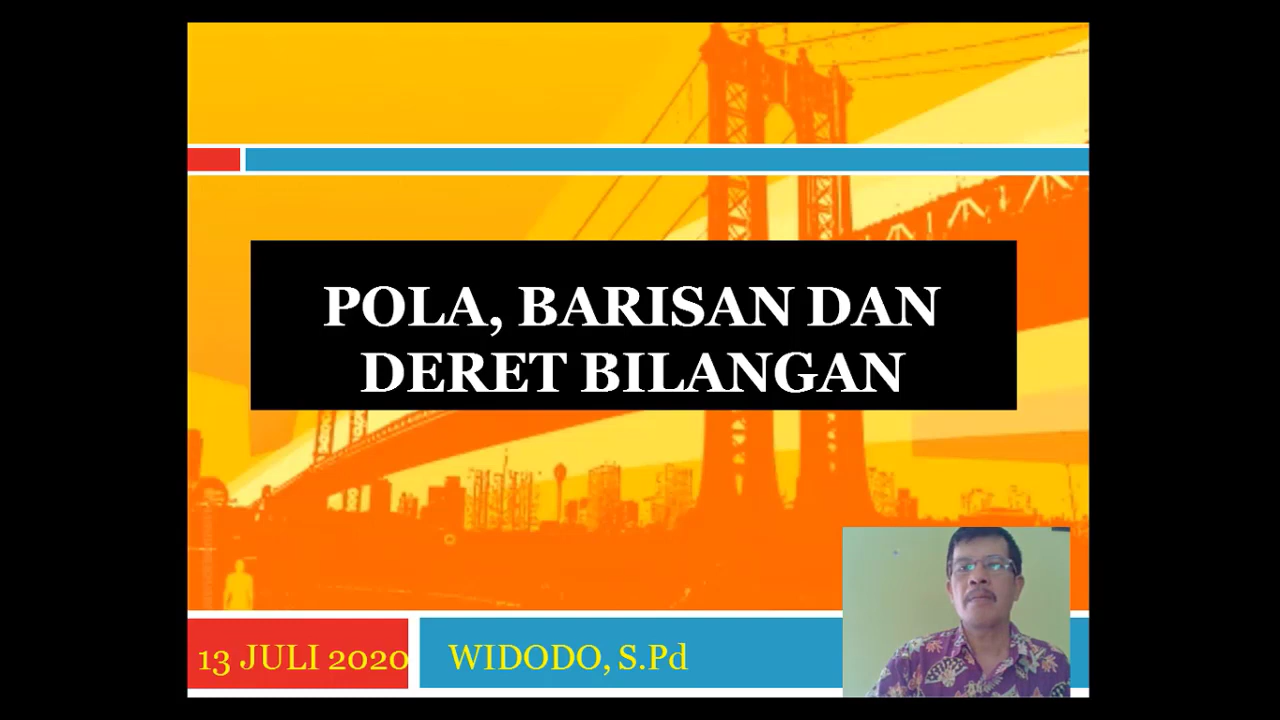 POLA, BARISAN DAN
DERET BILANGAN
13 JULI 2020
WIDODO, S.Pd